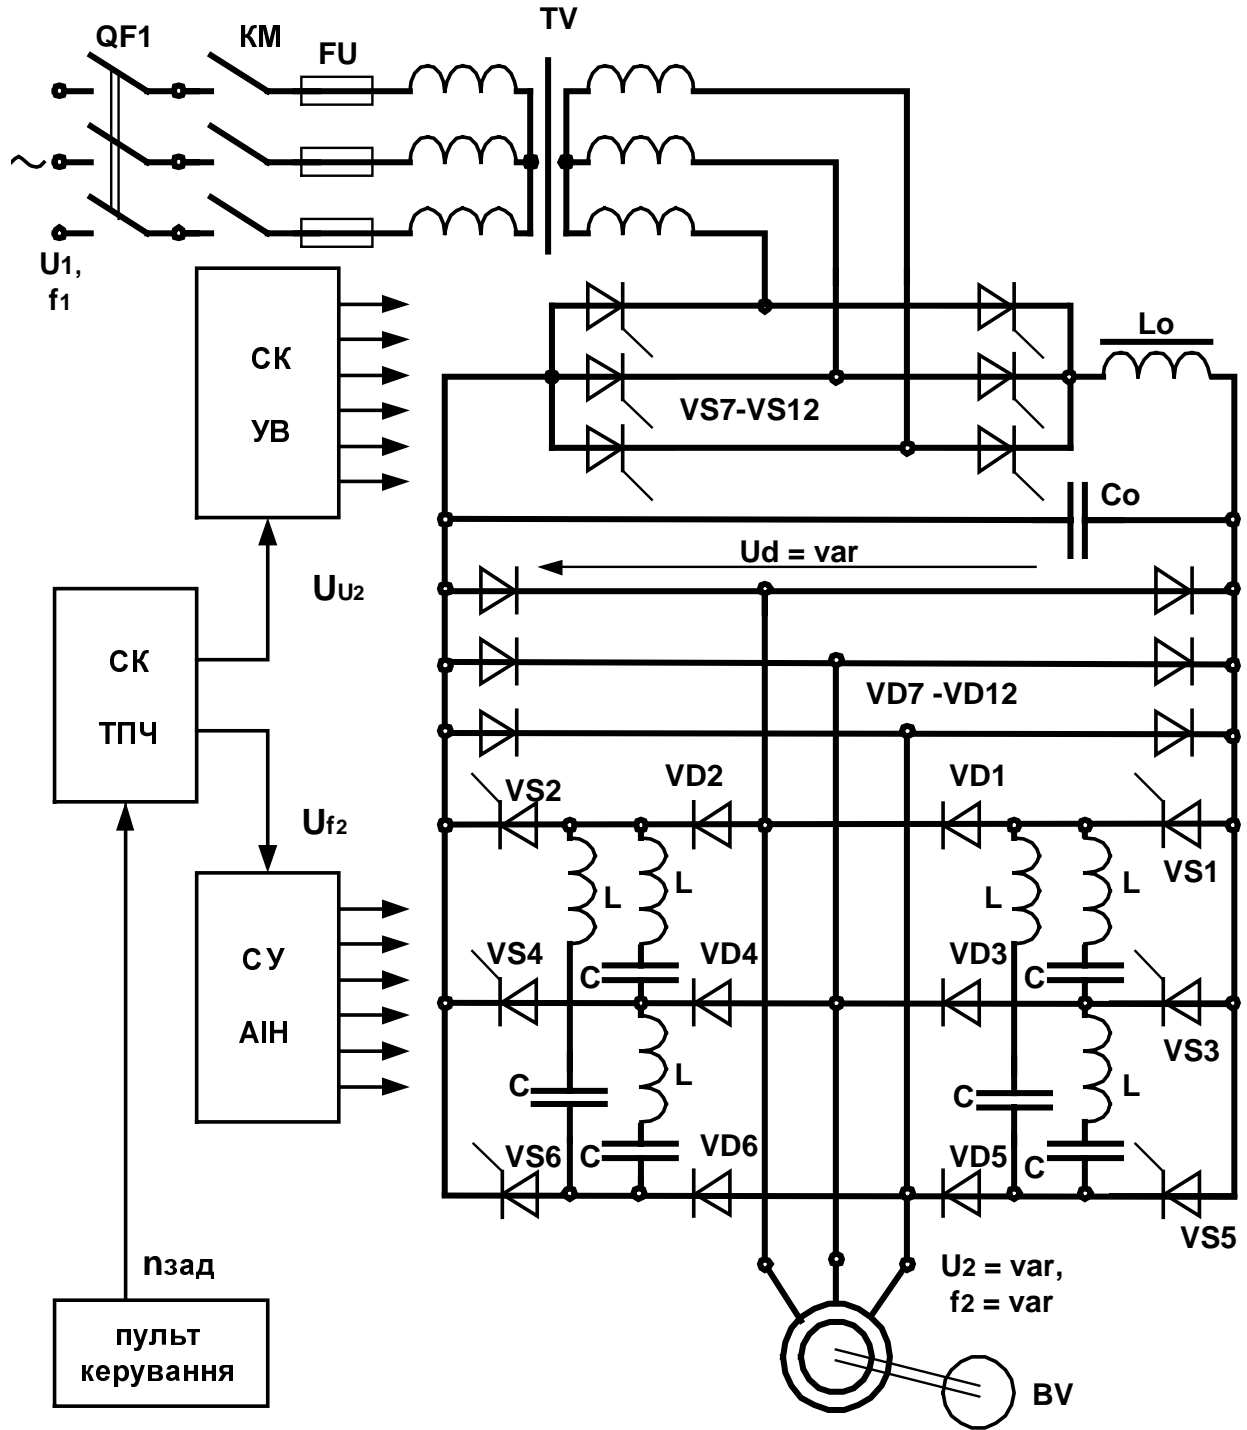 TV
QF1
КМ
FU
~
U1,
f1
СК
УВ
Lo
VS7-VS12
Co
Ud = var
UU2
СК
ТПЧ
VD7 -VD12
Uf2
VS2
VD2
VD1
VS1
L
L
L
L
СУ
АІН
VS4
VD4
VD3
VS3
C
C
L
L
C
C
VS6
C
VD6
VD5
C
VS5
nзад
U2 = var,
f2 = var
пульт
керування
BV